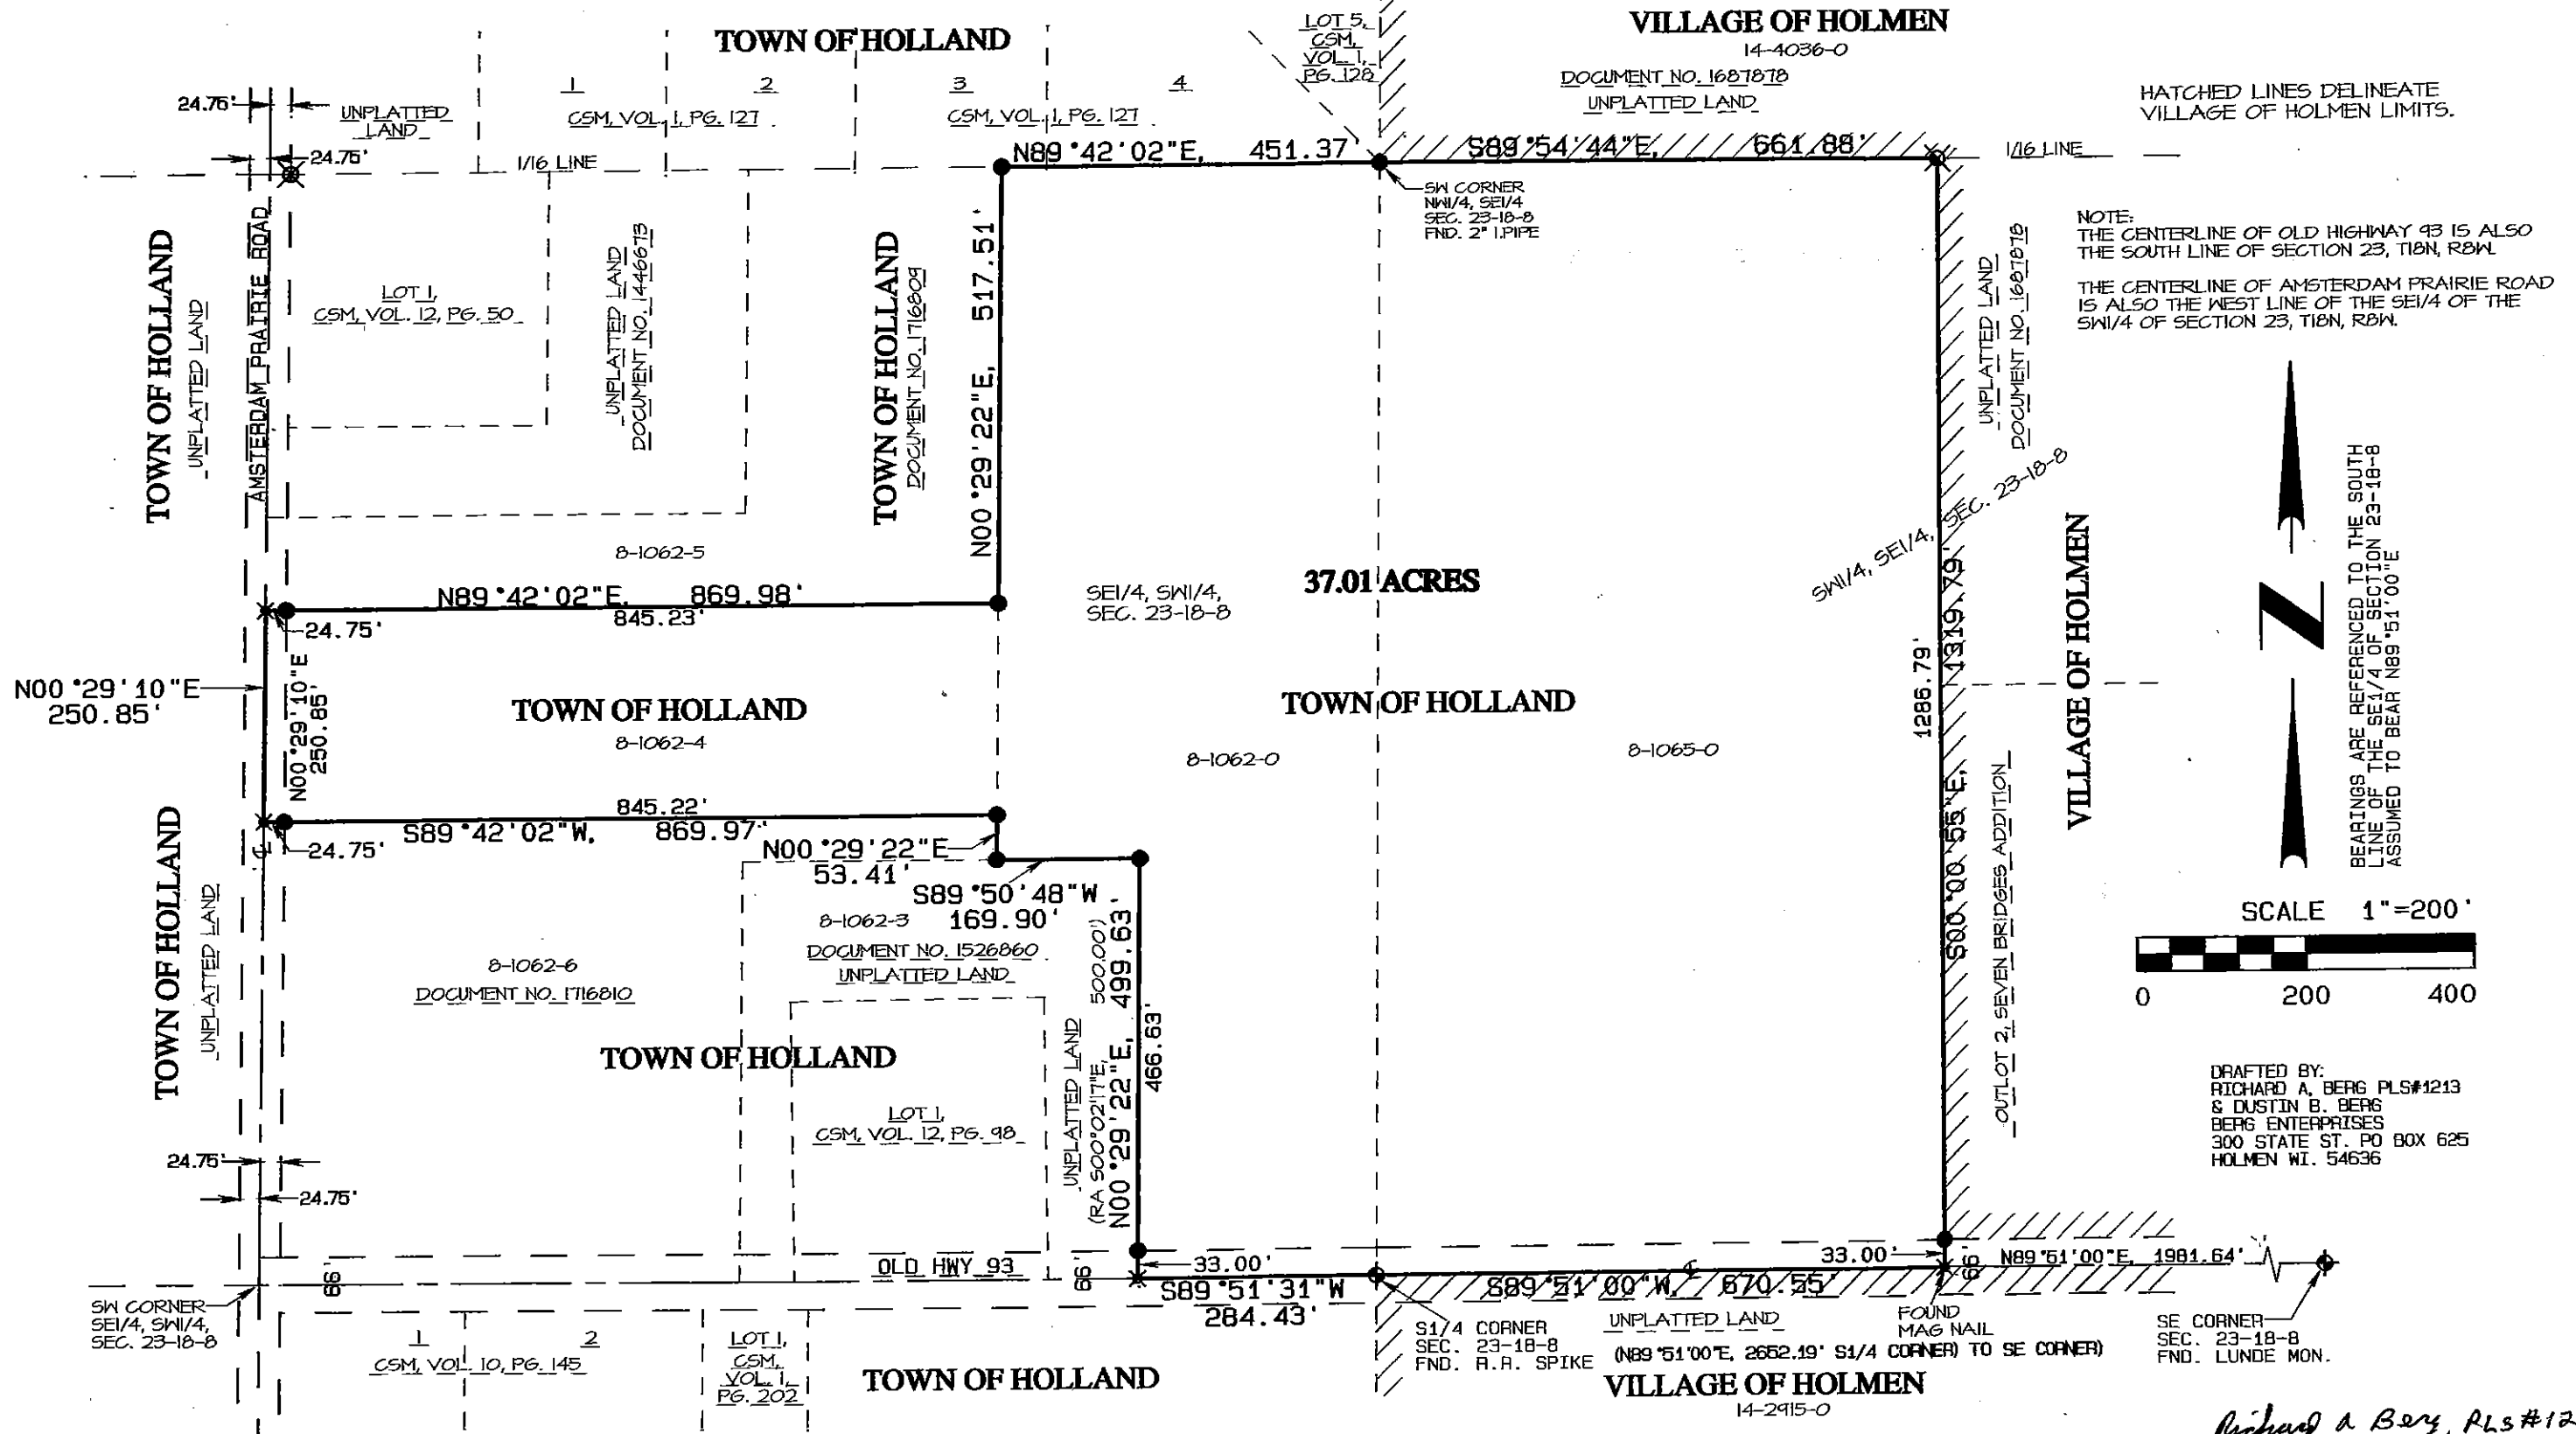 TOWN OF HOLLAND
LOT 5,
CSM,
VOL. 1,
PG. 128
VILLAGE OF HOLMEN
14-4036-0
DOCUMENT NO. 1687878
UNPLATTED LAND
HATCHED LINES DELINEATE
VILLAGE OF HOLMEN LIMITS.
24.75'
UNPLATTED
LAND
1
2
CSM, VOL. 1, PG. 127
3
4
CSM, VOL. 1, PG. 127
24.75'
1/16 LINE
N89°42'02"E, 451.37'
S89°54'44"E, 661.88'
1/16 LINE
SW CORNER
NW1/4, SE1/4
SEC. 23-18-8
FND. 2" I.PIPE
NOTE:
THE CENTERLINE OF OLD HIGHWAY 93 IS ALSO
THE SOUTH LINE OF SECTION 23, T18N, R8W.
THE CENTERLINE OF AMSTERDAM PRAIRIE ROAD
IS ALSO THE WEST LINE OF THE SE1/4 OF THE
SW1/4 OF SECTION 23, T18N, R8W.
TOWN OF HOLLAND
UNPLATTED LAND
AMSTERDAM PRAIRIE ROAD
LOT 1,
CSM, VOL. 12, PG. 50
UNPLATTED LAND
DOCUMENT NO. 1446673
TOWN OF HOLLAND
DOCUMENT NO. 1716809
N00°29'22"E, 517.51'
UNPLATTED LAND
DOCUMENT NO. 1687878
8-1062-5
N89°42'02"E, 869.98'
845.23'
24.75'
SE1/4, SW1/4,
SEC. 23-18-8
37.01 ACRES
SW1/4, SE1/4, SEC. 23-18-8
1286.79'
S00°00'55"E, 1319.79'
VILLAGE OF HOLMEN
N
BEARINGS ARE REFERENCED TO THE SOUTH
LINE OF THE SE1/4 OF SECTION 23-18-8
ASSUMED TO BEAR N89°51'00"E
N00°29'10"E
250.85'
N00°29'10"E
250.85'
TOWN OF HOLLAND
8-1062-4
TOWN OF HOLLAND
8-1062-0
8-1065-0
845.22'
S89°42'02"W, 869.97'
24.75'
N00°29'22"E
53.41'
S89°50'48"W
169.90'
TOWN OF HOLLAND
UNPLATTED LAND
8-1062-3
DOCUMENT NO. 1526860
UNPLATTED LAND
8-1062-6
DOCUMENT NO. 1716810
TOWN OF HOLLAND
LOT 1,
CSM, VOL. 12, PG. 98
UNPLATTED LAND
(RA S00°02'17"E, 500.00')
N00°29'22"E, 499.63'
466.63'
OUTLOT 2, SEVEN BRIDGES ADDITION
SCALE 1"=200'
0 200 400
DRAFTED BY:
RICHARD A. BERG PLS#1213
& DUSTIN B. BERG
BERG ENTERPRISES
300 STATE ST. PO BOX 625
HOLMEN WI. 54636
24.75'
24.75'
66'
OLD HWY 93
66'
33.00'
S89°51'31"W
284.43'
S89°51'00"W, 670.55'
33.00'
66'
N89°51'00"E, 1981.64'
SW CORNER
SE1/4, SW1/4,
SEC. 23-18-8
1
2
CSM, VOL. 10, PG. 145
LOT 1,
CSM,
VOL. 1,
PG. 202
TOWN OF HOLLAND
S1/4 CORNER
SEC. 23-18-8
FND. R.R. SPIKE
UNPLATTED LAND
FOUND
MAG NAIL
(N89°51'00"E, 2652.19' S1/4 CORNER) TO SE CORNER)
VILLAGE OF HOLMEN
14-2915-0
SE CORNER
SEC. 23-18-8
FND. LUNDE MON.
Richard A Berg, PLS#12